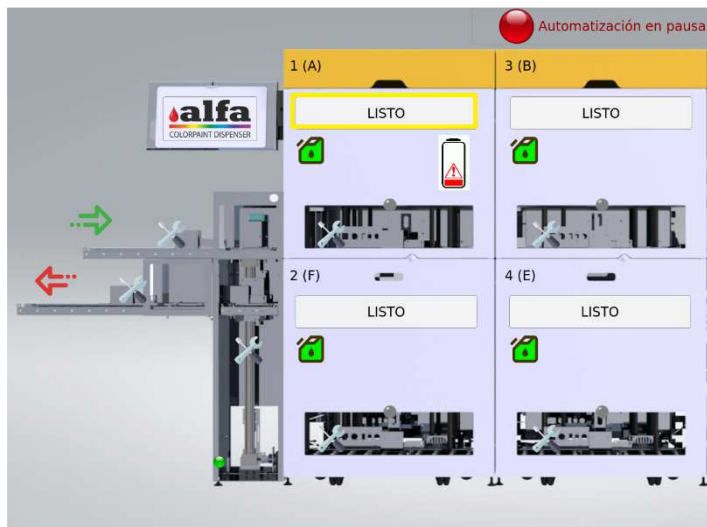 Automatización en pausa
1 (A)
3 (B)
alfa
COLORPAINT DISPENSER
LISTO
LISTO
2 (F)
4 (E)
LISTO
LISTO